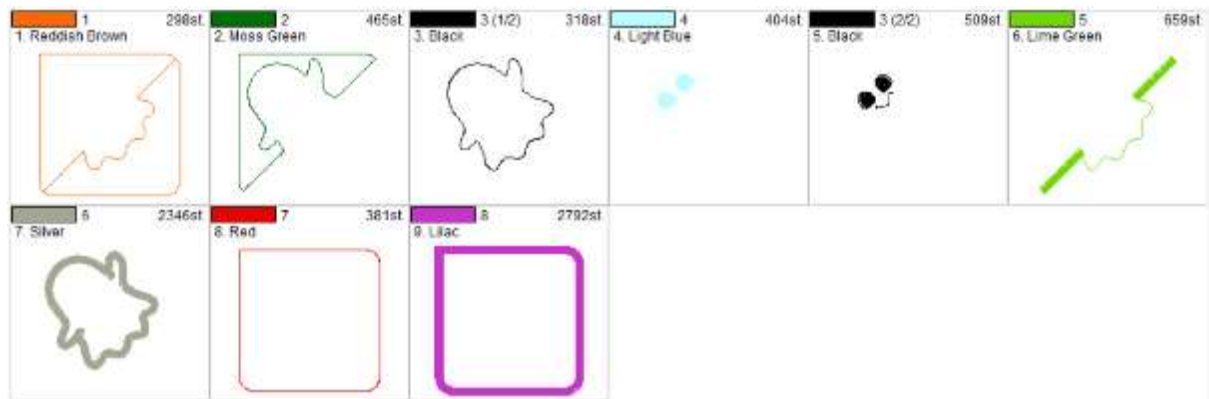 1 298st.
1. Reddish Brown
2 465st.
2. Moss Green
3 (1/2) 318st.
3. Black
4 404st.
4. Light Blue
3 (2/2) 509st.
5. Black
5 659st.
6. Lime Green
6 2346st.
7. Silver
7 381st.
8. Red
8 2792st.
9. Lilac